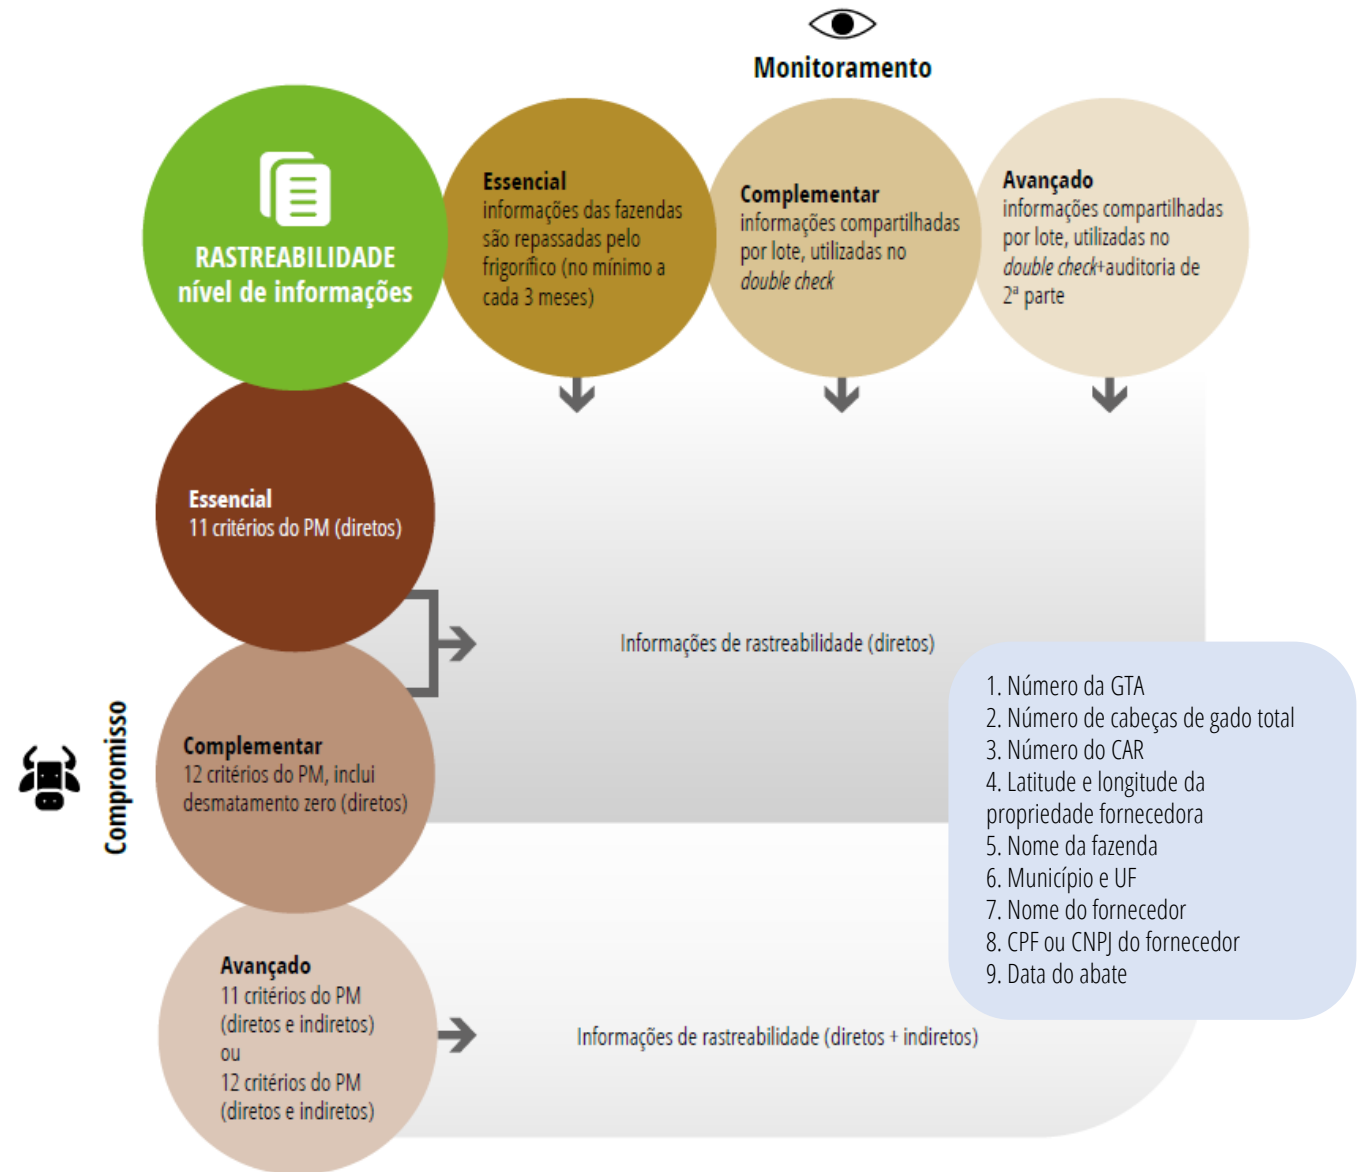 Monitoramento
RASTREABILIDADE
nível de informações
Essencial
informações das fazendas
são repassadas pelo
frigorífico (no mínimo a
cada 3 meses)
Complementar
informações compartilhadas
por lote, utilizadas no
double check
Avançado
informações compartilhadas
por lote, utilizadas no
double check+auditoria de
2ª parte
Compromisso
Essencial
11 critérios do PM (diretos)
Complementar
12 critérios do PM, inclui
desmatamento zero (diretos)
Informações de rastreabilidade (diretos)
Avançado
11 critérios do PM
(diretos e indiretos)
ou
12 critérios do PM
(diretos e indiretos)
Informações de rastreabilidade (diretos + indiretos)
1. Número da GTA
2. Número de cabeças de gado total
3. Número do CAR
4. Latitude e longitude da
propriedade fornecedora
5. Nome da fazenda
6. Município e UF
7. Nome do fornecedor
8. CPF ou CNPJ do fornecedor
9. Data do abate